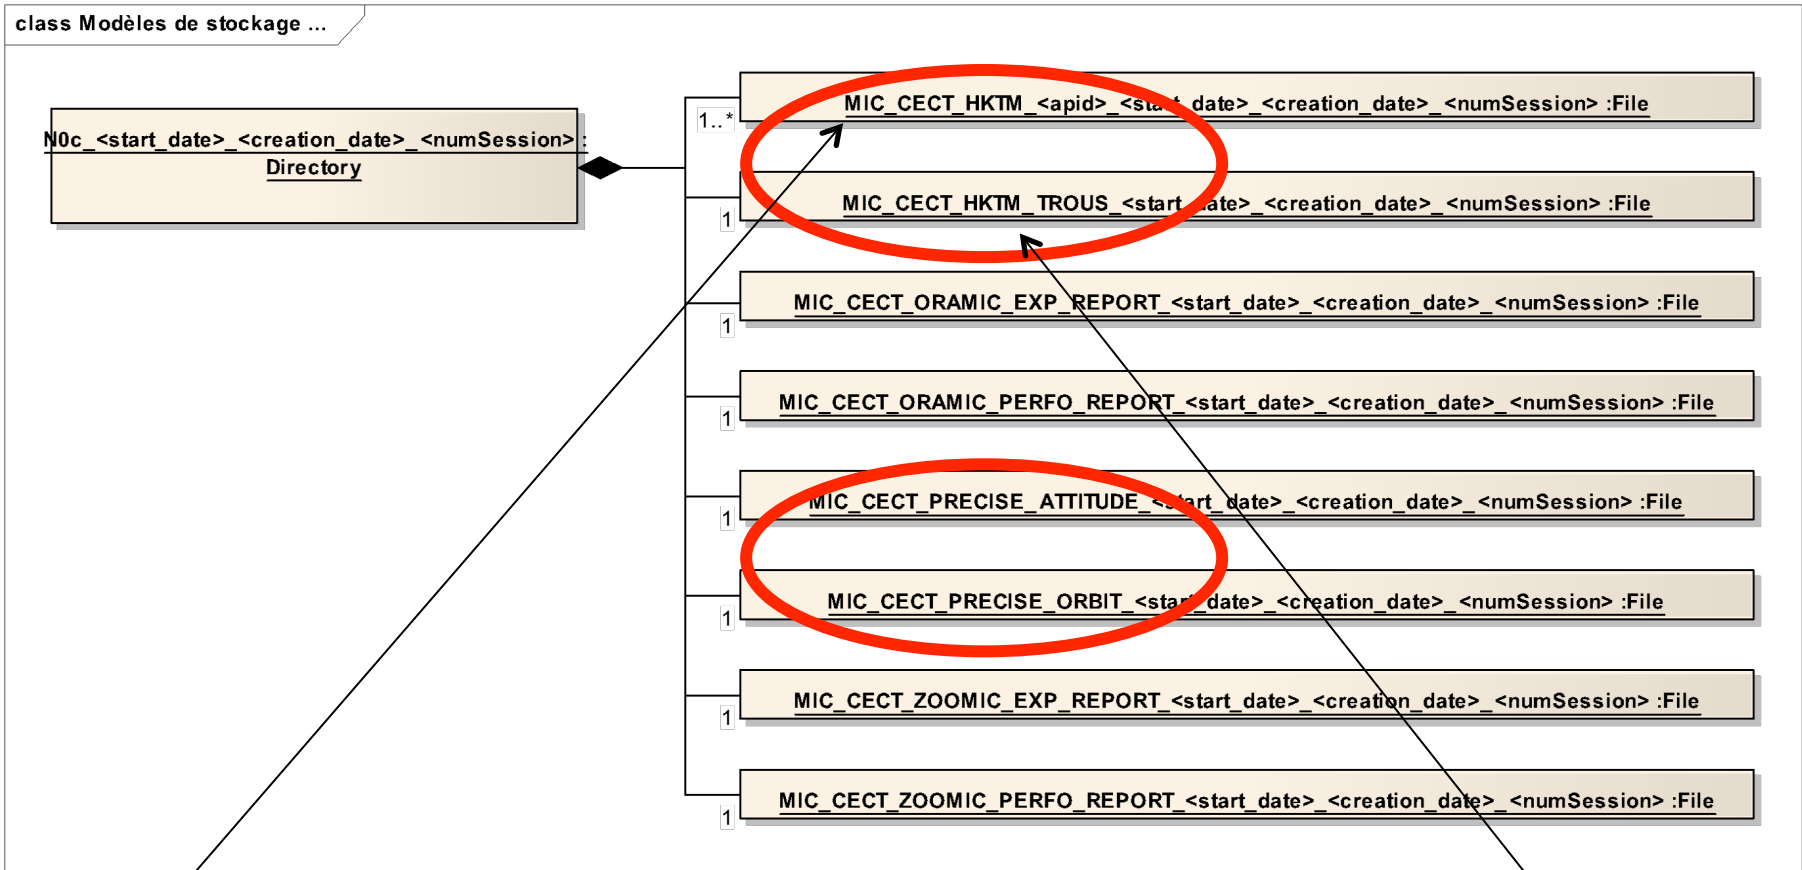 class Modèles de stockage ...
N0c_<start_date>_<creation_date>_<numSession> :
Directory
1..*
MIC_CECT_HKTM_<apid>_<start_date>_<creation_date>_<numSession> :File
1
MIC_CECT_HKTM_TROUS_<start_date>_<creation_date>_<numSession> :File
1
MIC_CECT_ORAMIC_EXP_REPORT_<start_date>_<creation_date>_<numSession> :File
1
MIC_CECT_ORAMIC_PERFO_REPORT_<start_date>_<creation_date>_<numSession> :File
1
MIC_CECT_PRECISE_ATTITUDE_<start_date>_<creation_date>_<numSession> :File
1
MIC_CECT_PRECISE_ORBIT_<start_date>_<creation_date>_<numSession> :File
1
MIC_CECT_ZOOMIC_EXP_REPORT_<start_date>_<creation_date>_<numSession> :File
1
MIC_CECT_ZOOMIC_PERFO_REPORT_<start_date>_<creation_date>_<numSession> :File
1